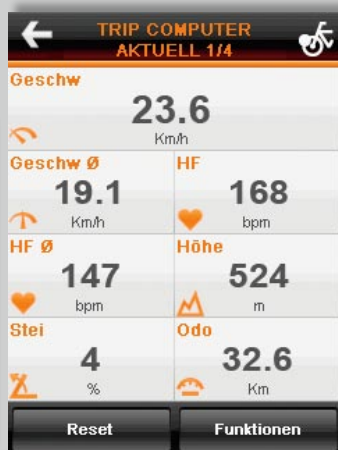 TRIP COMPUTER
AKTUELL 1/4
Geschw
23.6
Km/h
Geschw Ø
19.1
Km/h
HF
168
bpm
HF Ø
147
bpm
Höhe
524
m
Stei
4
%
Odo
32.6
Km
Reset
Funktionen